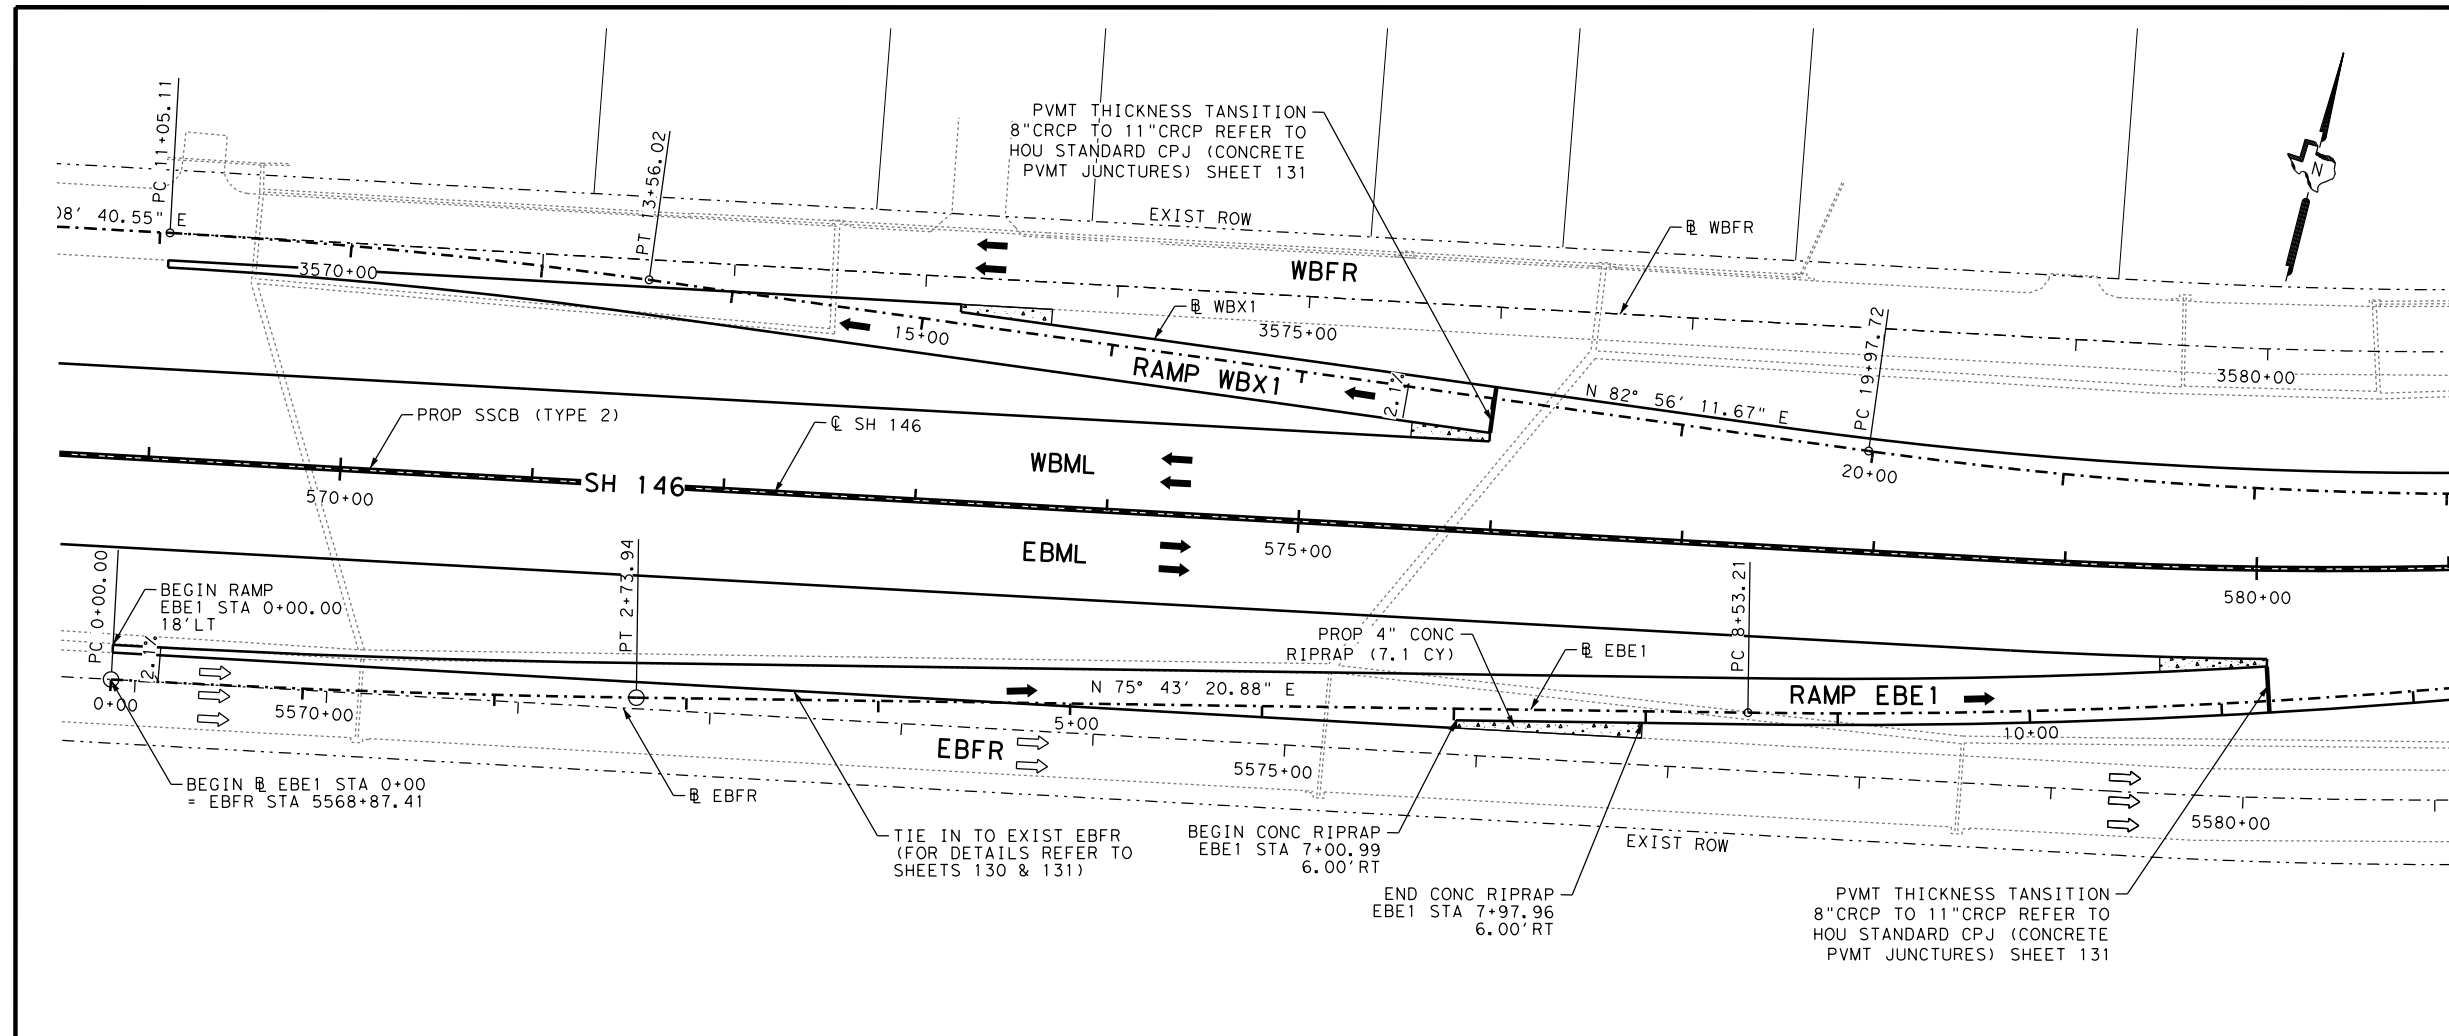 PC 11+05.11
PT 13+56.02
08' 40.55" E
3570+00
PVMT THICKNESS TANSITION
8"CRCP TO 11"CRCP REFER TO
HOU STANDARD CPJ (CONCRETE
PVMT JUNCTURES) SHEET 131
EXIST ROW
WBFR
℄ WBFR
N
℄ WBX1
15+00
3575+00
RAMP WBX1
2.1%
N 82° 56' 11.67" E
PC 19+97.72
3580+00
20+00
PROP SSCB (TYPE 2)
℄ SH 146
WBML
SH 146
570+00
EBML
575+00
580+00
PC 0+00.00
BEGIN RAMP
EBE1 STA 0+00.00
18'LT
2.1%
PT 2+73.94
PROP 4" CONC
RIPRAP (7.1 CY)
℄ EBE1
PC 8+53.21
N 75° 43' 20.88" E
RAMP EBE1
0+00
5570+00
5+00
10+00
EBFR
5575+00
BEGIN ℄ EBE1 STA 0+00
= EBFR STA 5568+87.41
℄ EBFR
TIE IN TO EXIST EBFR
(FOR DETAILS REFER TO
SHEETS 130 & 131)
BEGIN CONC RIPRAP
EBE1 STA 7+00.99
6.00'RT
END CONC RIPRAP
EBE1 STA 7+97.96
6.00'RT
EXIST ROW
5580+00
PVMT THICKNESS TANSITION
8"CRCP TO 11"CRCP REFER TO
HOU STANDARD CPJ (CONCRETE
PVMT JUNCTURES) SHEET 131